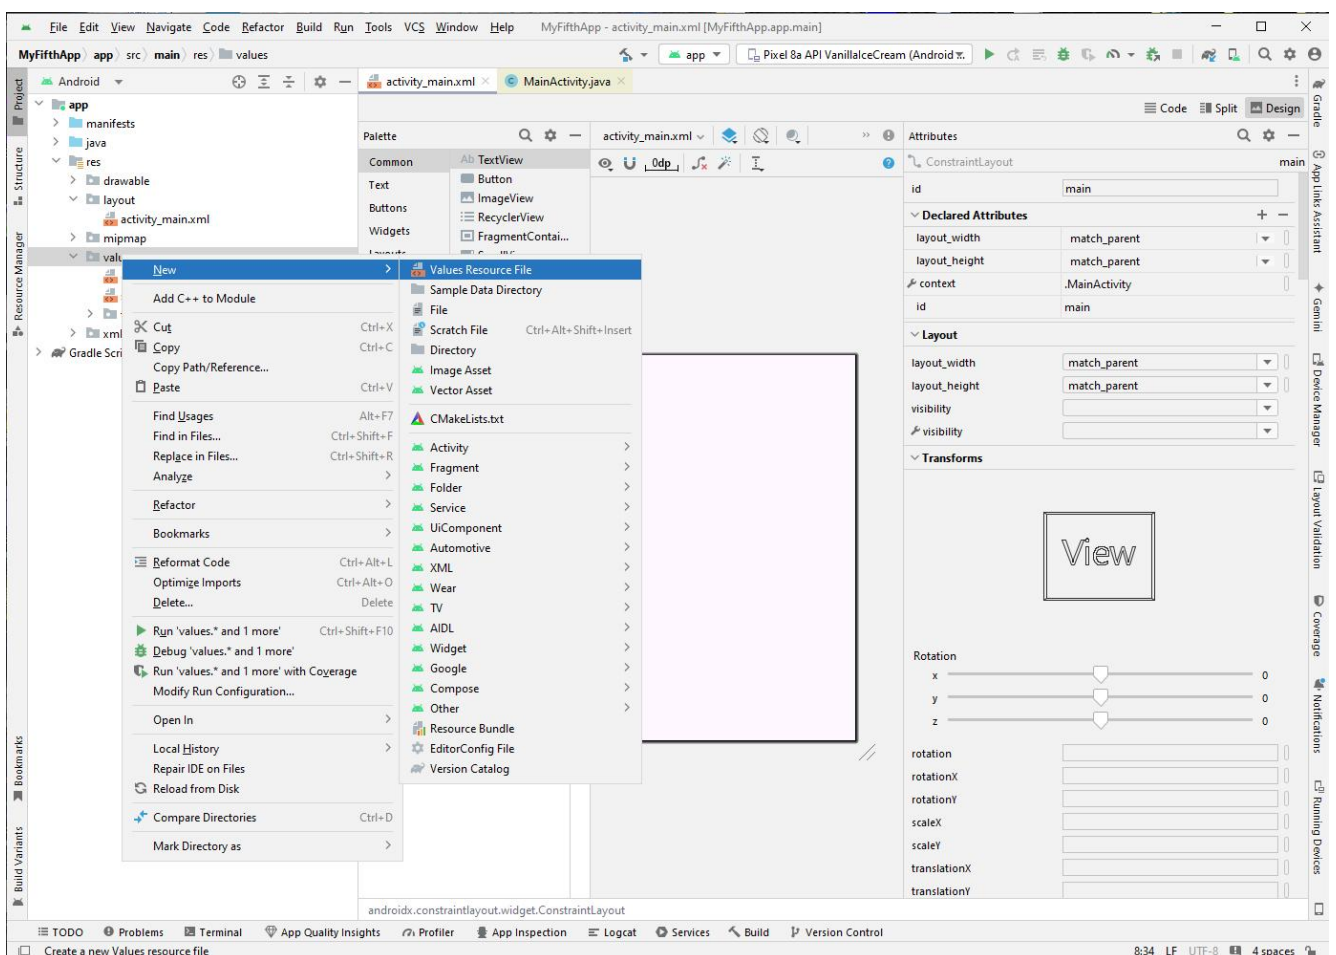 File Edit View Navigate Code Refactor Build Run Tools VCS Window Help MyFifthApp - activity_main.xml [MyFifthApp.app.main]
MyFifthApp app src main res values
app
Pixel 8a API VanillaIceCream (Android
Android
activity_main.xml
MainActivity.java
Code Split Design
Project
Structure
Resource Manager
Bookmarks
Build Variants
app
manifests
java
res
drawable
layout
activity_main.xml
mipmap
xml
Palette
Common
Text
Buttons
Widgets
Ab TextView
Button
ImageView
RecyclerView
FragmentContai...
activity_main.xml
0dp
New
Add C++ to Module
Cut Ctrl+X
Copy Ctrl+C
Copy Path/Reference...
Paste Ctrl+V
Find Usages Alt+F7
Find in Files... Ctrl+Shift+F
Replace in Files... Ctrl+Shift+R
Analyze
Refactor
Bookmarks
Reformat Code Ctrl+Alt+L
Optimize Imports Ctrl+Alt+O
Delete... Delete
Run 'values.* and 1 more' Ctrl+Shift+F10
Debug 'values.* and 1 more'
Run 'values.* and 1 more' with Coverage
Modify Run Configuration...
Open In
Local History
Repair IDE on Files
Reload from Disk
Compare Directories Ctrl+D
Mark Directory as
Values Resource File
Sample Data Directory
File
Scratch File Ctrl+Alt+Shift+Insert
Directory
Image Asset
Vector Asset
CMakeLists.txt
Activity
Fragment
Folder
Service
UiComponent
Automotive
XML
Wear
TV
AIDL
Widget
Google
Compose
Other
Resource Bundle
EditorConfig File
Version Catalog
Attributes
ConstraintLayout main
id main
Declared Attributes
layout_width match_parent
layout_height match_parent
context .MainActivity
id main
Layout
layout_width match_parent
layout_height match_parent
visibility
visibility
Transforms
View
Rotation
x 0
y 0
z 0
rotation
rotationX
rotationY
scaleX
scaleY
translationX
translationY
Gradle
App Links Assistant
Gemini
Device Manager
Layout Validation
Coverage
Notifications
Running Devices
androidx.constraintlayout.widget.ConstraintLayout
TODO Problems Terminal App Quality Insights Profiler App Inspection Logcat Services Build Version Control
Create a new Values resource file
8:34 LF UTF-8 4 spaces